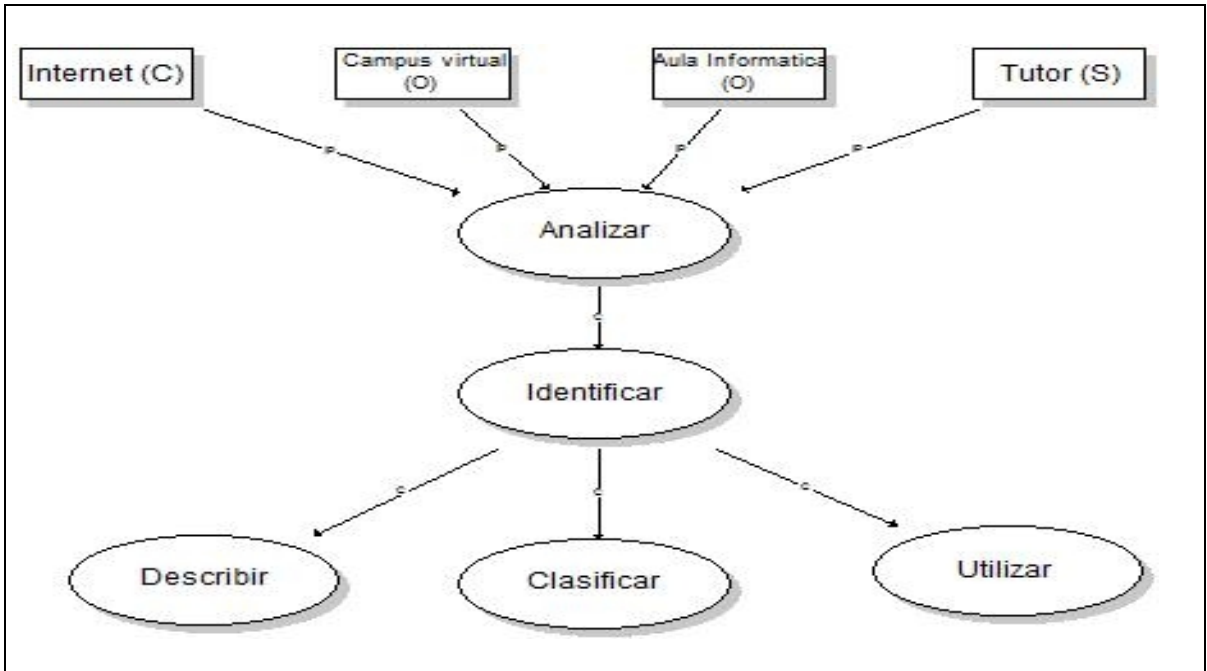 Internet (C)
Campus virtual
(O)
Aula Informatica
(O)
Tutor (S)
P
P
P
P
Analizar
C
Identificar
C
C
C
Describir
Clasificar
Utilizar